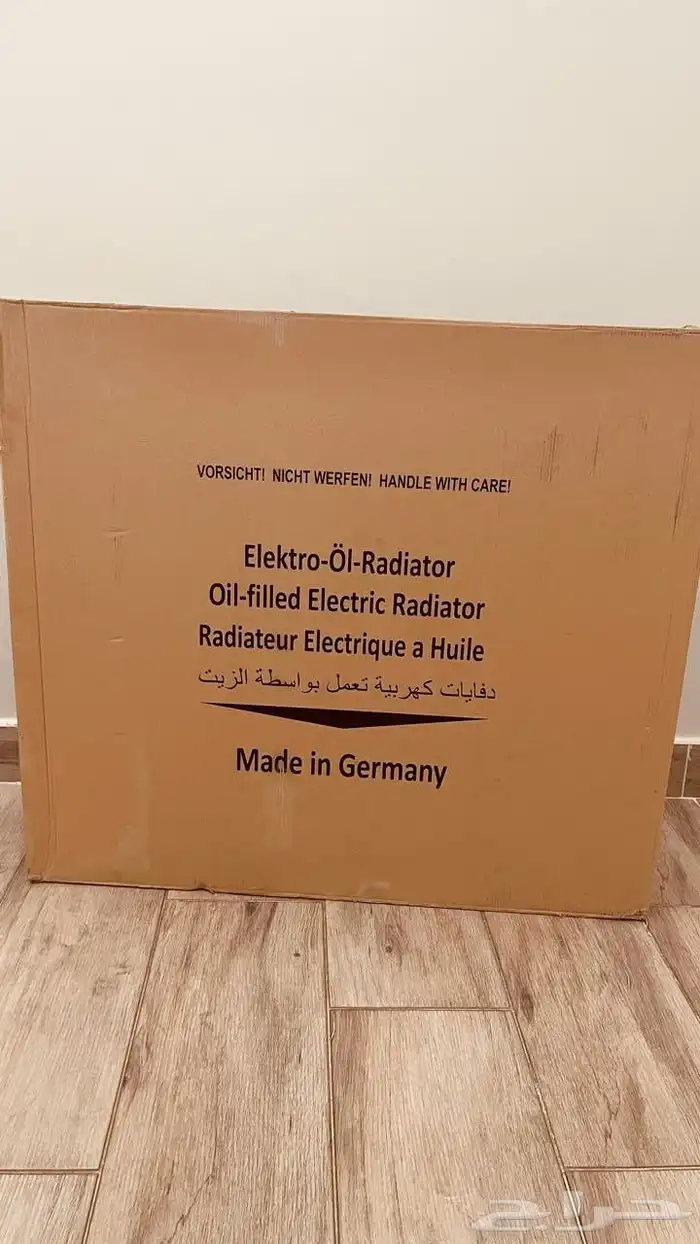 VORSICHT! NICHT WERFEN! HANDLE WITH CARE!
Elektro-Öl-Radiator
Oil-filled Electric Radiator
Radiateur Electrique a Huile
دفايات كهربية تعمل بواسطة الزيت
Made in Germany
حراج